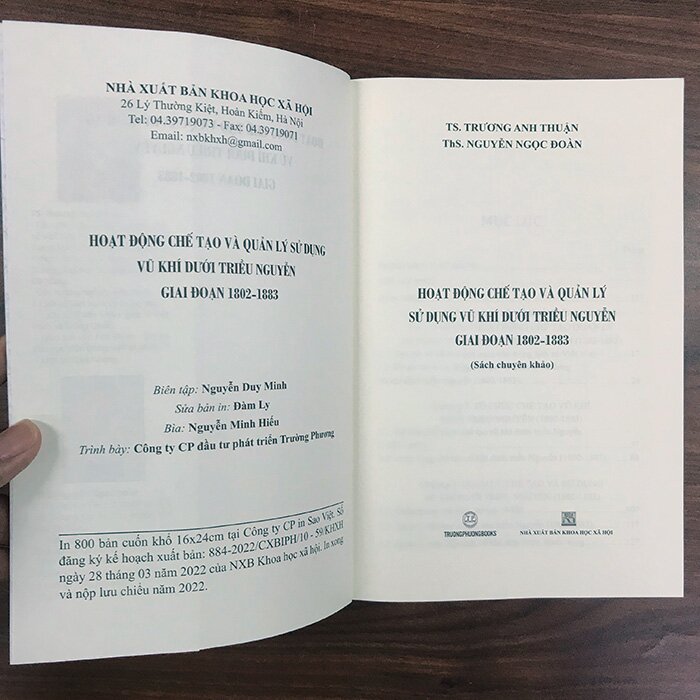 NHÀ XUẤT BẢN KHOA HỌC XÃ HỘI
26 Lý Thường Kiệt, Hoàn Kiếm, Hà Nội
Tel: 04.39719073 - Fax: 04.39719071
Email: nxbkhxh@gmail.com
HOẠT ĐỘNG CHẾ TẠO VÀ QUẢN LÝ SỬ DỤNG
VŨ KHÍ DƯỚI TRIỀU NGUYỄN
GIAI ĐOẠN 1802-1883
Biên tập: Nguyễn Duy Minh
Sửa bản in: Đàm Ly
Bìa: Nguyễn Minh Hiếu
Trình bày: Công ty CP đầu tư phát triển Trường Phương
In 800 bản cuốn khổ 16x24cm tại Công ty CP in Sao Việt. Số
đăng ký kế hoạch xuất bản: 884-2022/CXBIPH/10 - 59/KHXH
ngày 28 tháng 03 năm 2022 của NXB Khoa học xã hội. In xong
và nộp lưu chiểu năm 2022.
TS. TRƯƠNG ANH THUẬN
ThS. NGUYỄN NGỌC ĐOÀN
HOẠT ĐỘNG CHẾ TẠO VÀ QUẢN LÝ
SỬ DỤNG VŨ KHÍ DƯỚI TRIỀU NGUYỄN
GIAI ĐOẠN 1802-1883
(Sách chuyên khảo)
TRUONGPHUONGBOOKS
NHÀ XUẤT BẢN KHOA HỌC XÃ HỘI